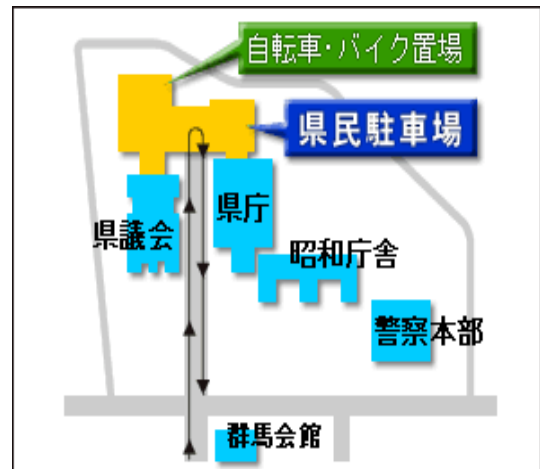 自転車・バイク置場
県民駐車場
県庁
県議会
昭和庁舎
警察本部
群馬会館